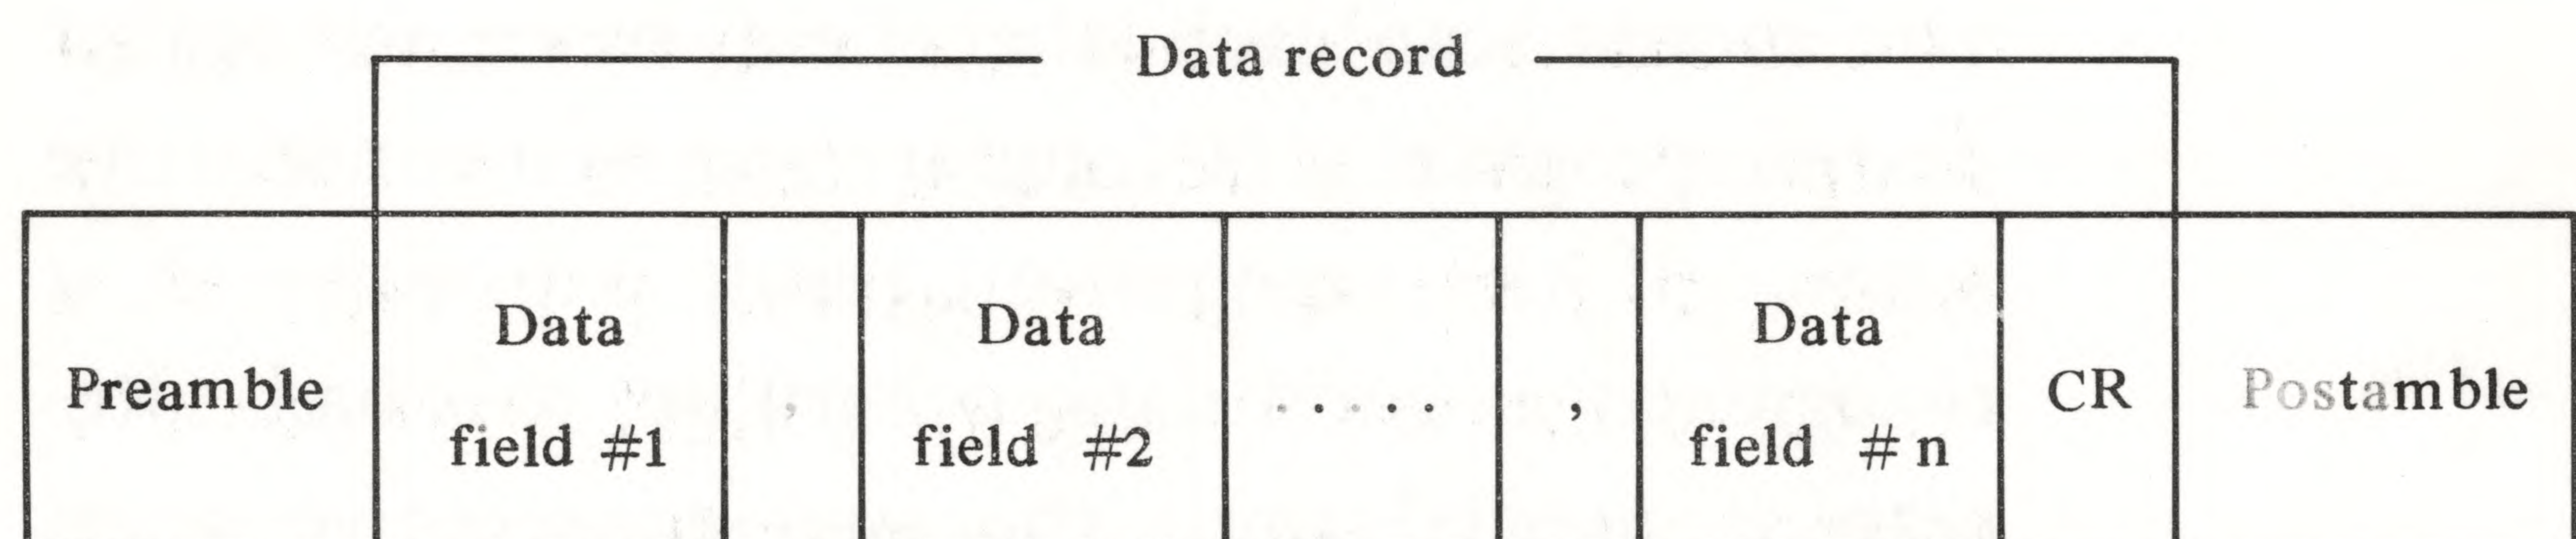 Data record
Preamble
Data
field #1
,
Data
field #2
.....
,
Data
field # n
CR
Postamble